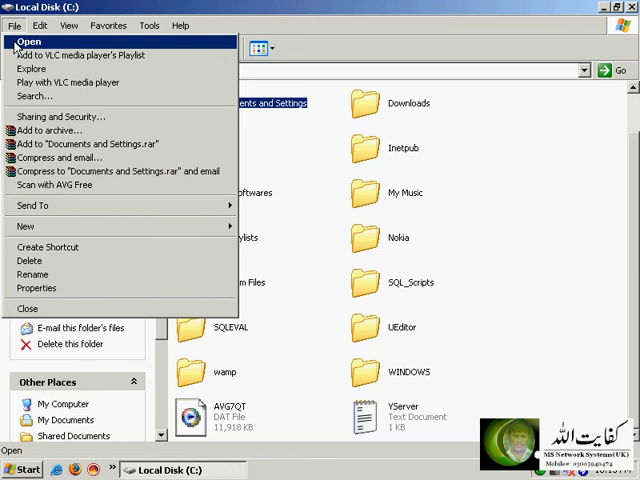 Local Disk (C:)
File Edit View Favorites Tools Help
Open
Add to VLC media player's Playlist
Explore
Play with VLC media player
Search...
Sharing and Security...
Add to archive...
Add to "Documents and Settings.rar"
Compress and email...
Compress to "Documents and Settings.rar" and email
Scan with AVG Free
Send To
New
Create Shortcut
Delete
Rename
Properties
Close
Go
ents and Settings
Downloads
Inetpub
oftwares
My Music
ylists
Nokia
m Files
SQL_Scripts
SQLEVAL
UEditor
wamp
WINDOWS
AVG7QT
DAT File
11,918 KB
YServer
Text Document
1 KB
E-mail this folder's files
Delete this folder
Other Places
My Computer
My Documents
Shared Documents
Open
Start
Local Disk (C:)
کفایت اللہ
MS Network Systems(UK)
Mobile# 03005940474